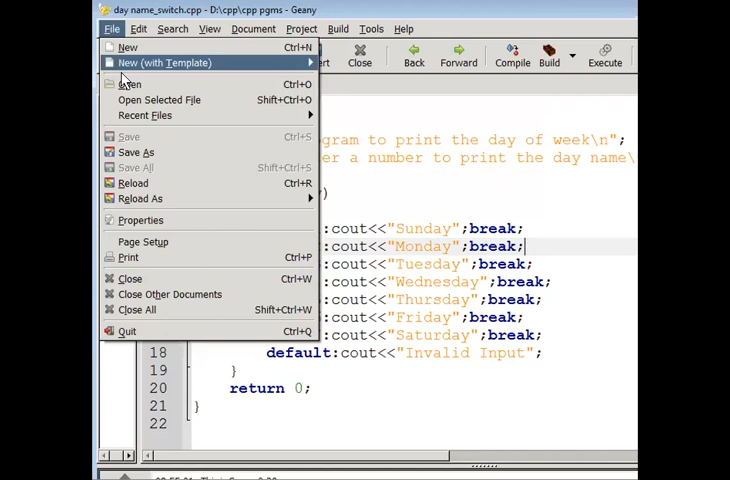 day name_switch.cpp - D:\cpp\cpp pgms - Geany
File Edit Search View Document Project Build Tools Help
New Ctrl+N
New (with Template)
Open Ctrl+O
Open Selected File Shift+Ctrl+O
Recent Files
Save Ctrl+S
Save As
Save All Shift+Ctrl+S
Reload Ctrl+R
Reload As
Properties
Page Setup
Print Ctrl+P
Close Ctrl+W
Close Other Documents
Close All Shift+Ctrl+W
Quit Ctrl+Q
Close Back Forward Compile Build Execute
gram to print the day of week\n";
r a number to print the day name\
)
:cout<<"Sunday";break;
:cout<<"Monday";break;
:cout<<"Tuesday";break;
:cout<<"Wednesday";break;
:cout<<"Thursday";break;
:cout<<"Friday";break;
:cout<<"Saturday";break;
18 default:cout<<"Invalid Input";
19 }
20 return 0;
21 }
22